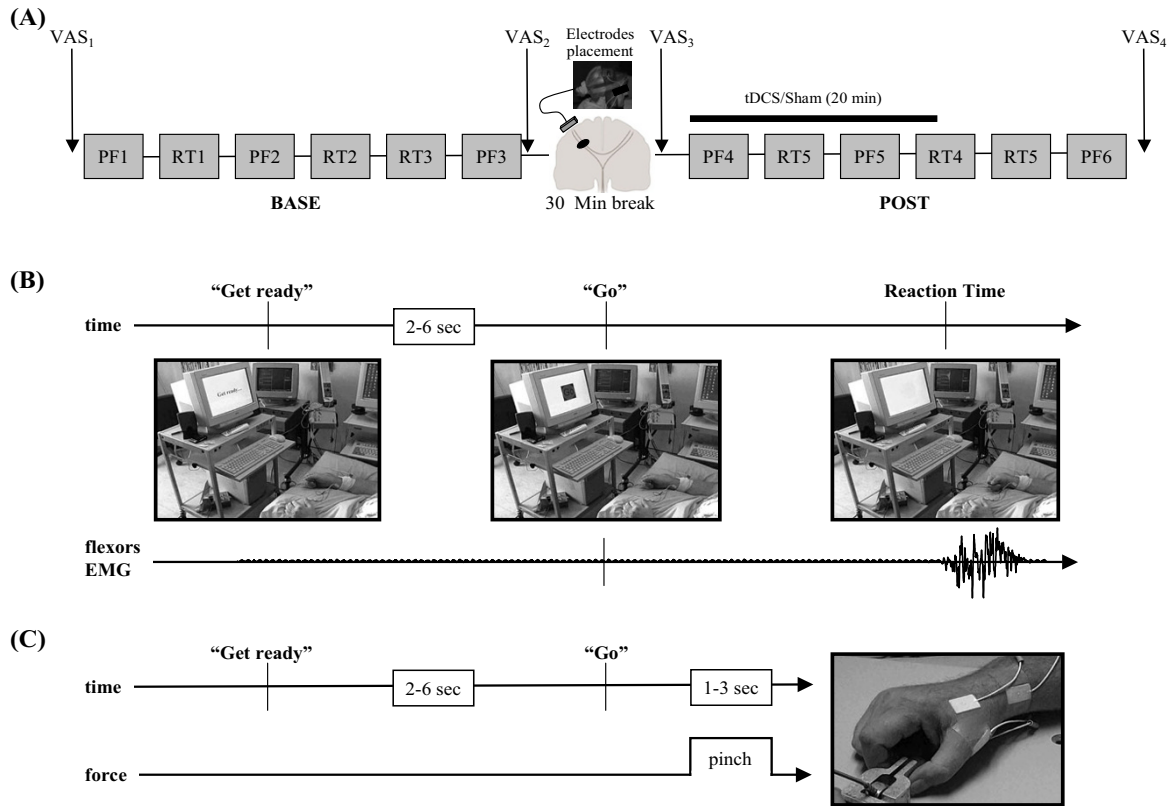 (A)
VAS1
VAS2
Electrodes
placement
VAS3
VAS4
tDCS/Sham (20 min)
PF1
RT1
PF2
RT2
RT3
PF3
PF4
RT5
PF5
RT4
RT5
PF6
BASE
30 Min break
POST
(B)
“Get ready”
“Go”
Reaction Time
time
2-6 sec
Get ready...
flexors
EMG
(C)
“Get ready”
“Go”
time
2-6 sec
1-3 sec
force
pinch